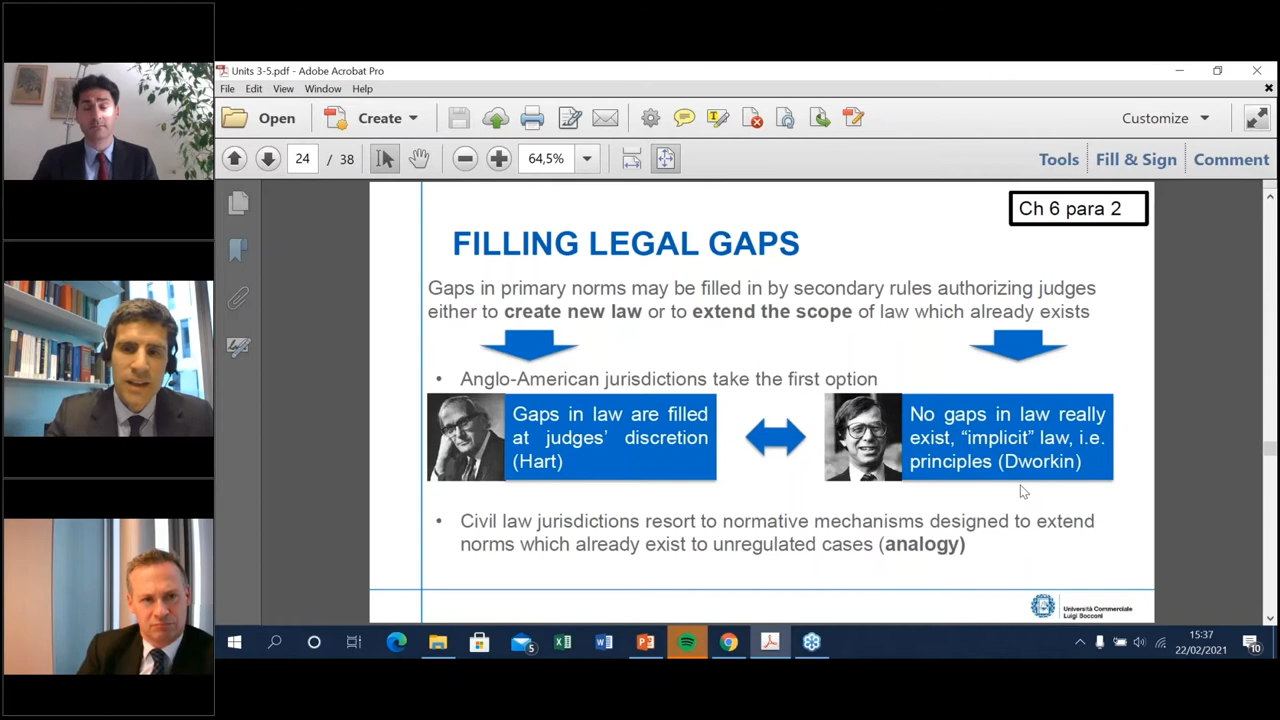 Units 3-5.pdf - Adobe Acrobat Pro
File Edit View Window Help
Open Create Customize
24 / 38 64,5% Tools Fill & Sign Comment
Ch 6 para 2
FILLING LEGAL GAPS
Gaps in primary norms may be filled in by secondary rules authorizing judges
either to create new law or to extend the scope of law which already exists
• Anglo-American jurisdictions take the first option
Gaps in law are filled
at judges’ discretion
(Hart)
No gaps in law really
exist, “implicit” law, i.e.
principles (Dworkin)
• Civil law jurisdictions resort to normative mechanisms designed to extend
norms which already exist to unregulated cases (analogy)
Università Commerciale
Luigi Bocconi
5
15:37
22/02/2021
10